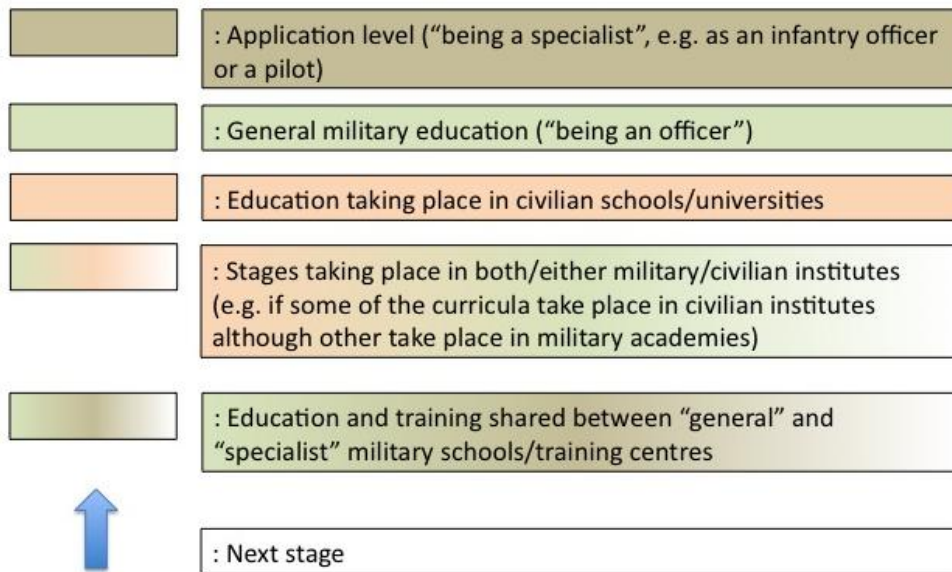 : Application level (“being a specialist”, e.g. as an infantry officer
or a pilot)
: General military education (“being an officer”)
: Education taking place in civilian schools/universities
: Stages taking place in both/either military/civilian institutes
(e.g. if some of the curricula take place in civilian institutes
although other take place in military academies)
: Education and training shared between “general” and
“specialist” military schools/training centres
: Next stage